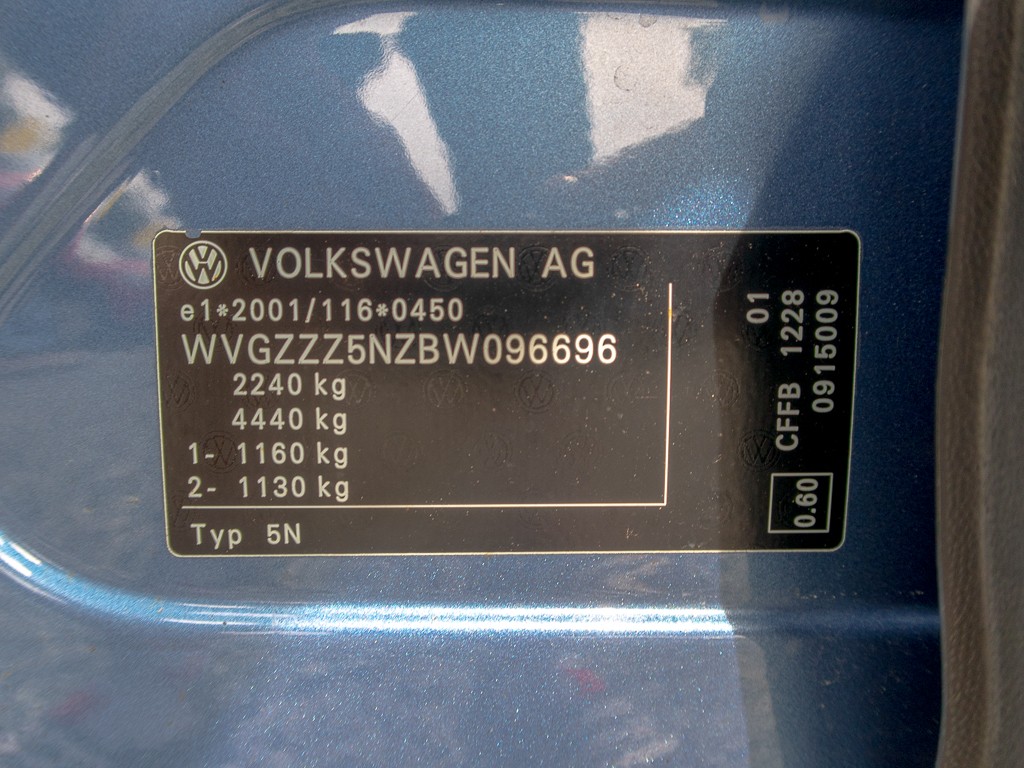 VOLKSWAGEN AG
e1*2001/116*0450
WVGZZZ5NZBW096696
2240 kg
4440 kg
1- 1160 kg
2- 1130 kg
Typ 5N
01
CFFB 1228
0915009
0.60